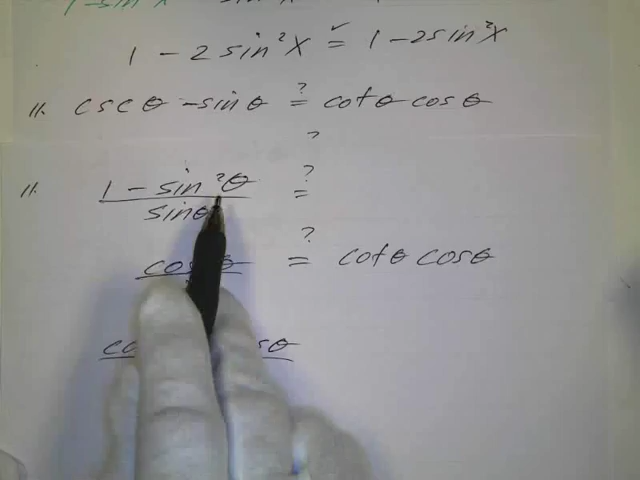 1 - 2 sin²x ≟ 1 - 2sin²x
11. cscθ - sinθ ≟ cotθ cosθ
?
11. 1 - sin²θ ≟
sinθ
≟ cotθ cosθ